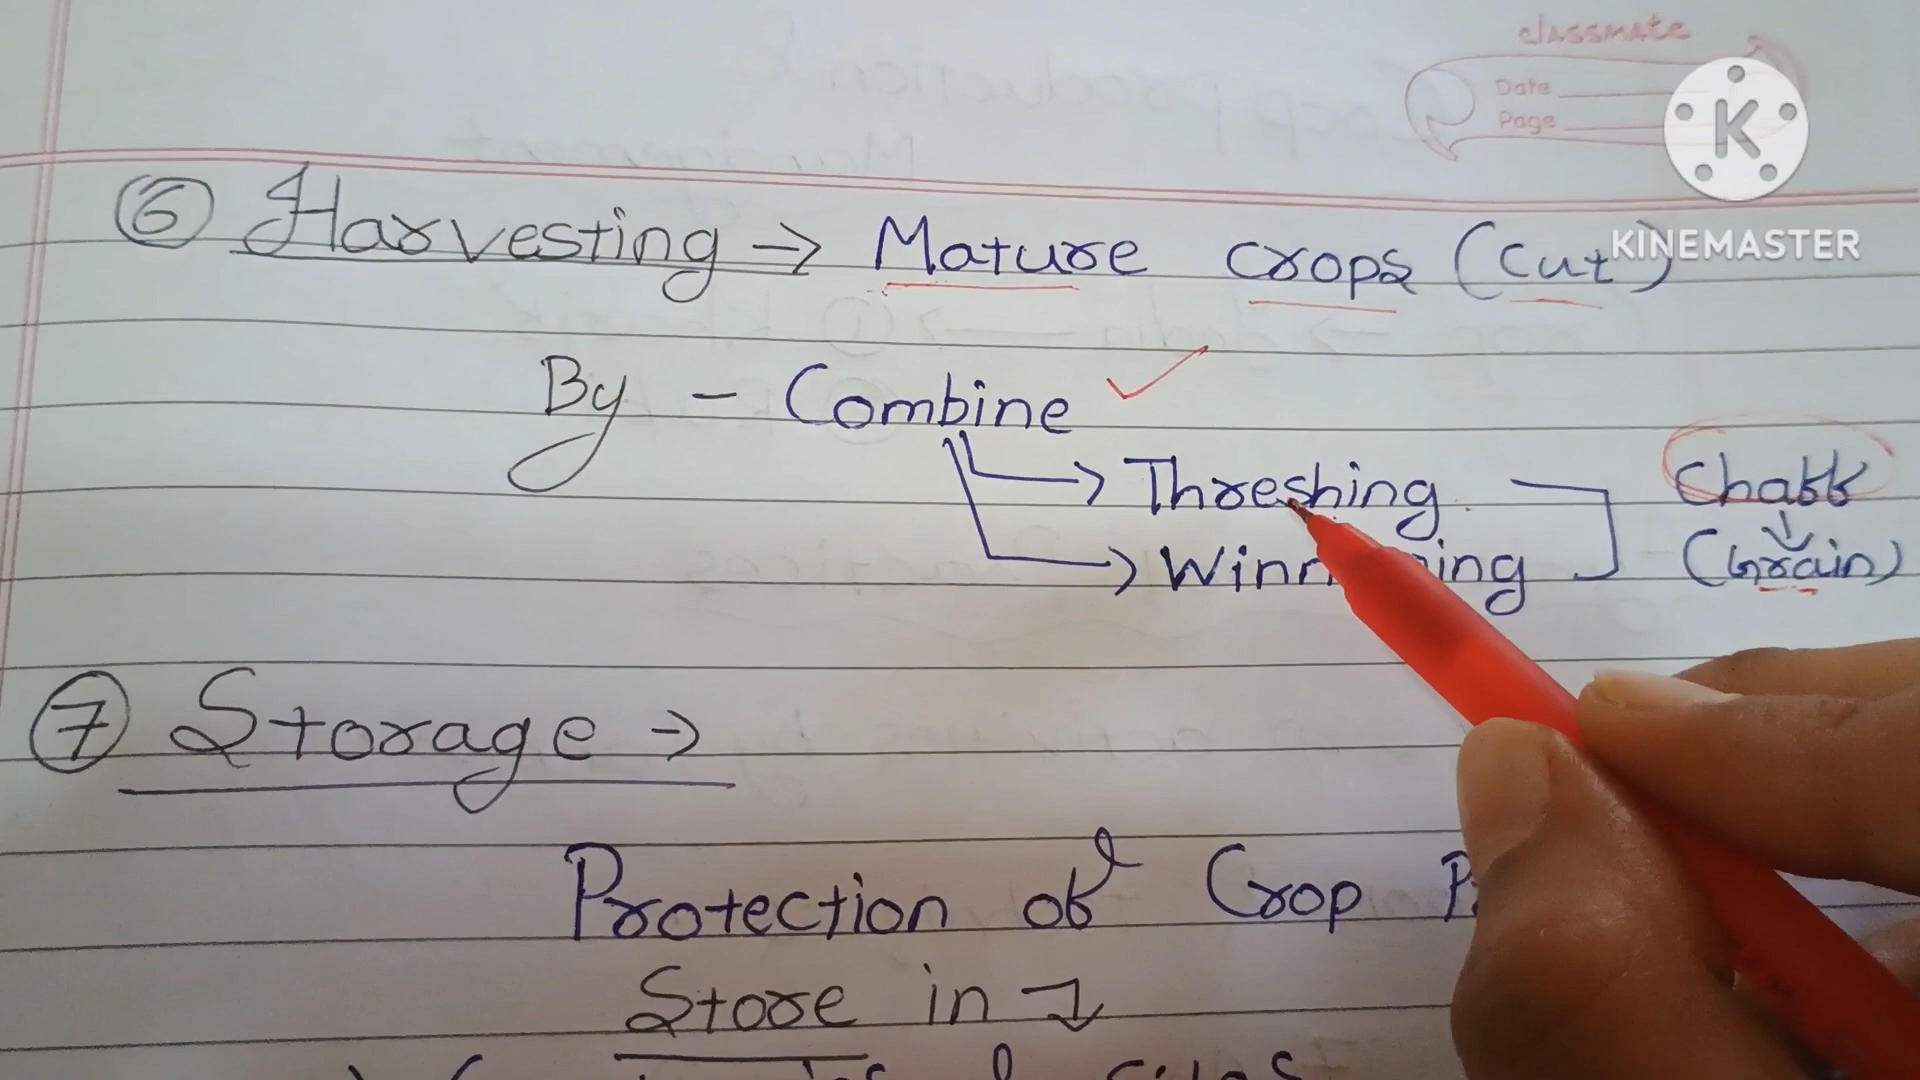 classmate
Date
Page
KINEMASTER
6 Harvesting → Mature crops (cut)
By - Combine ✓
→ Threshing Chaff
→ Winning (Grain)
7 Storage →
Protection of Crop
Store in